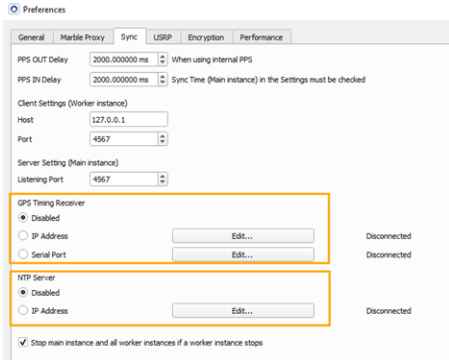 Preferences
General Marble Proxy Sync USRP Encryption Performance
PPS OUT Delay 2000.000000 ms When using internal PPS
PPS IN Delay 2000.000000 ms Sync Time (Main instance) in the Settings must be checked
Client Settings (Worker instance)
Host 127.0.0.1
Port 4567
Server Setting (Main instance)
Listening Port 4567
GPS Timing Receiver
Disabled
IP Address Edit... Disconnected
Serial Port Edit... Disconnected
NTP Server
Disabled
IP Address Edit... Disconnected
Stop main instance and all worker instances if a worker instance stops